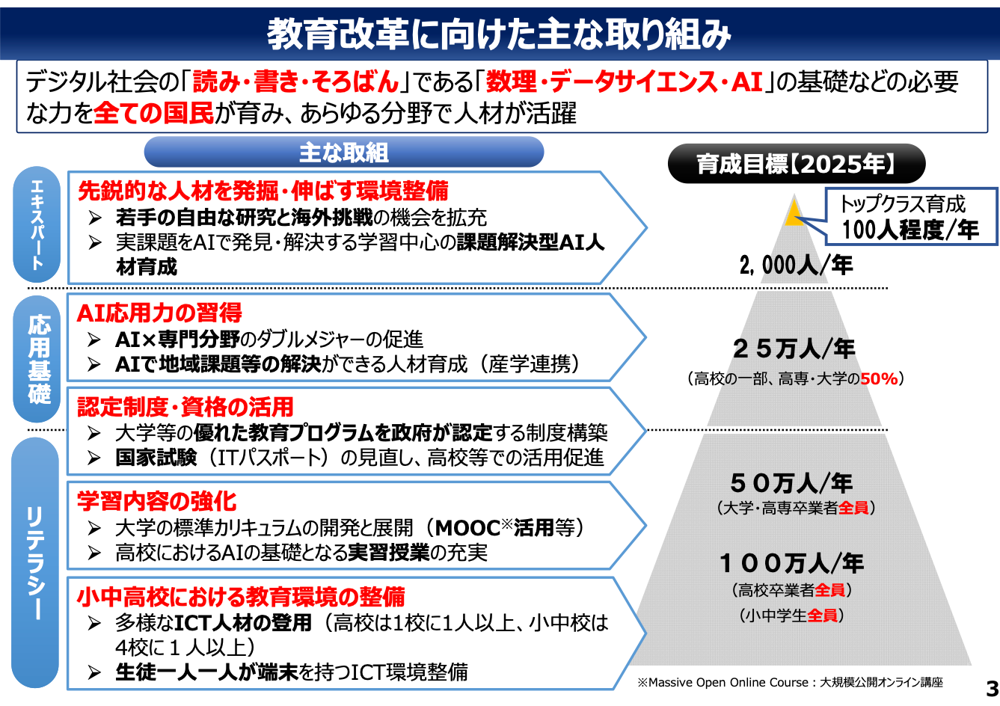 教育改革に向けた主な取り組み
デジタル社会の「読み・書き・そろばん」である「数理・データサイエンス・AI」の基礎などの必要
な力を全ての国民が育み、あらゆる分野で人材が活躍
主な取組
育成目標【2025年】
エキスパート
先鋭的な人材を発掘・伸ばす環境整備
➢ 若手の自由な研究と海外挑戦の機会を拡充
➢ 実課題をAIで発見・解決する学習中心の課題解決型AI人
材育成
トップクラス育成
100人程度/年
2,000人/年
応用基礎
AI応用力の習得
➢ AI×専門分野のダブルメジャーの促進
➢ AIで地域課題等の解決ができる人材育成（産学連携）
２５万人/年
（高校の一部、高専・大学の50%）
認定制度・資格の活用
➢ 大学等の優れた教育プログラムを政府が認定する制度構築
➢ 国家試験（ITパスポート）の見直し、高校等での活用促進
リテラシー
学習内容の強化
➢ 大学の標準カリキュラムの開発と展開（MOOC※活用等）
➢ 高校におけるAIの基礎となる実習授業の充実
５０万人/年
（大学・高専卒業者全員）
１００万人/年
（高校卒業者全員）
（小中学生全員）
小中高校における教育環境の整備
➢ 多様なICT人材の登用（高校は1校に1人以上、小中校は
4校に１人以上）
➢ 生徒一人一人が端末を持つICT環境整備
※Massive Open Online Course：大規模公開オンライン講座
3